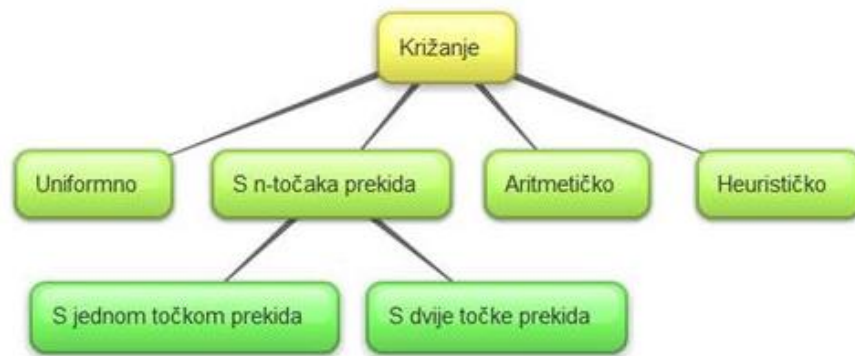 Križanje
Uniformno
S n-točaka prekida
Aritmetičko
Heurističko
S jednom točkom prekida
S dvije točke prekida